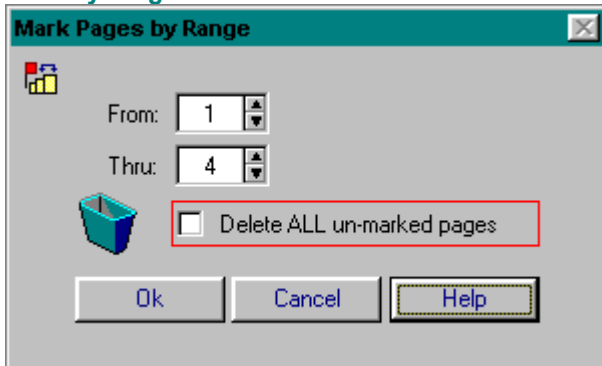 Mark Pages by Range
From: 1
Thru: 4
Delete ALL un-marked pages
Ok Cancel Help